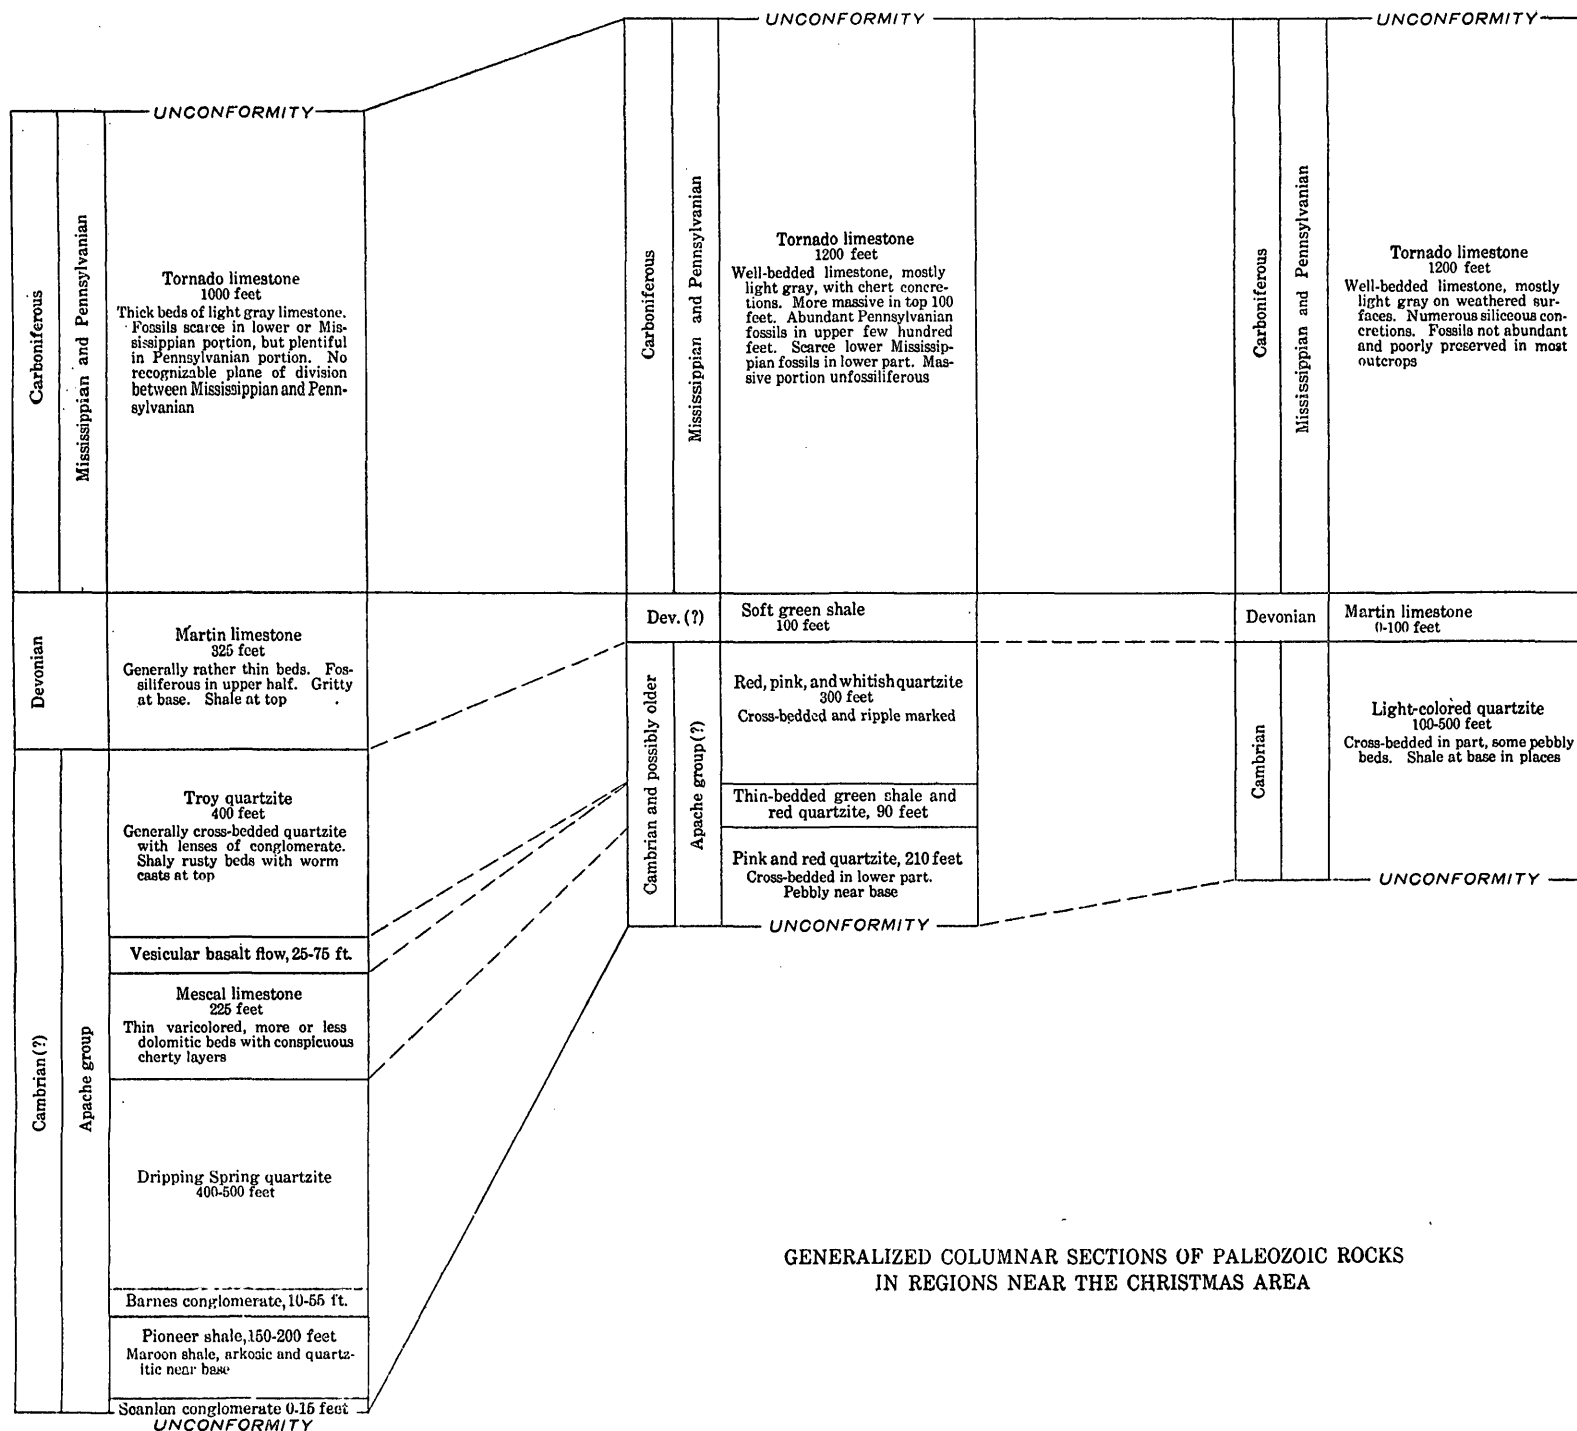 UNCONFORMITY
Carboniferous
Mississippian and Pennsylvanian
Tornado limestone
1000 feet
Thick beds of light gray limestone.
Fossils scarce in lower or Mis-
sissippian portion, but plentiful
in Pennsylvanian portion. No
recognizable plane of division
between Mississippian and Penn-
sylvanian
Devonian
Martin limestone
325 feet
Generally rather thin beds. Fos-
siliferous in upper half. Gritty
at base. Shale at top
Cambrian(?)
Apache group
Troy quartzite
400 feet
Generally cross-bedded quartzite
with lenses of conglomerate.
Shaly rusty beds with worm
casts at top
Vesicular basalt flow, 25-75 ft.
Mescal limestone
225 feet
Thin varicolored, more or less
dolomitic beds with conspicuous
cherty layers
Dripping Spring quartzite
400-500 feet
Barnes conglomerate, 10-55 ft.
Pioneer shale, 150-200 feet
Maroon shale, arkosic and quartz-
itic near base
Scanlan conglomerate 0-15 feet
UNCONFORMITY
UNCONFORMITY
Carboniferous
Mississippian and Pennsylvanian
Tornado limestone
1200 feet
Well-bedded limestone, mostly
light gray, with chert concre-
tions. More massive in top 100
feet. Abundant Pennsylvanian
fossils in upper few hundred
feet. Scarce lower Mississip-
pian fossils in lower part. Mas-
sive portion unfossiliferous
Dev. (?)
Soft green shale
100 feet
Cambrian and possibly older
Apache group(?)
Red, pink, and whitish quartzite
300 feet
Cross-bedded and ripple marked
Thin-bedded green shale and
red quartzite, 90 feet
Pink and red quartzite, 210 feet
Cross-bedded in lower part.
Pebbly near base
UNCONFORMITY
UNCONFORMITY
Carboniferous
Mississippian and Pennsylvanian
Tornado limestone
1200 feet
Well-bedded limestone, mostly
light gray on weathered sur-
faces. Numerous siliceous con-
cretions. Fossils not abundant
and poorly preserved in most
outcrops
Devonian
Martin limestone
0-100 feet
Cambrian
Light-colored quartzite
100-500 feet
Cross-bedded in part, some pebbly
beds. Shale at base in places
UNCONFORMITY
GENERALIZED COLUMNAR SECTIONS OF PALEOZOIC ROCKS
IN REGIONS NEAR THE CHRISTMAS AREA